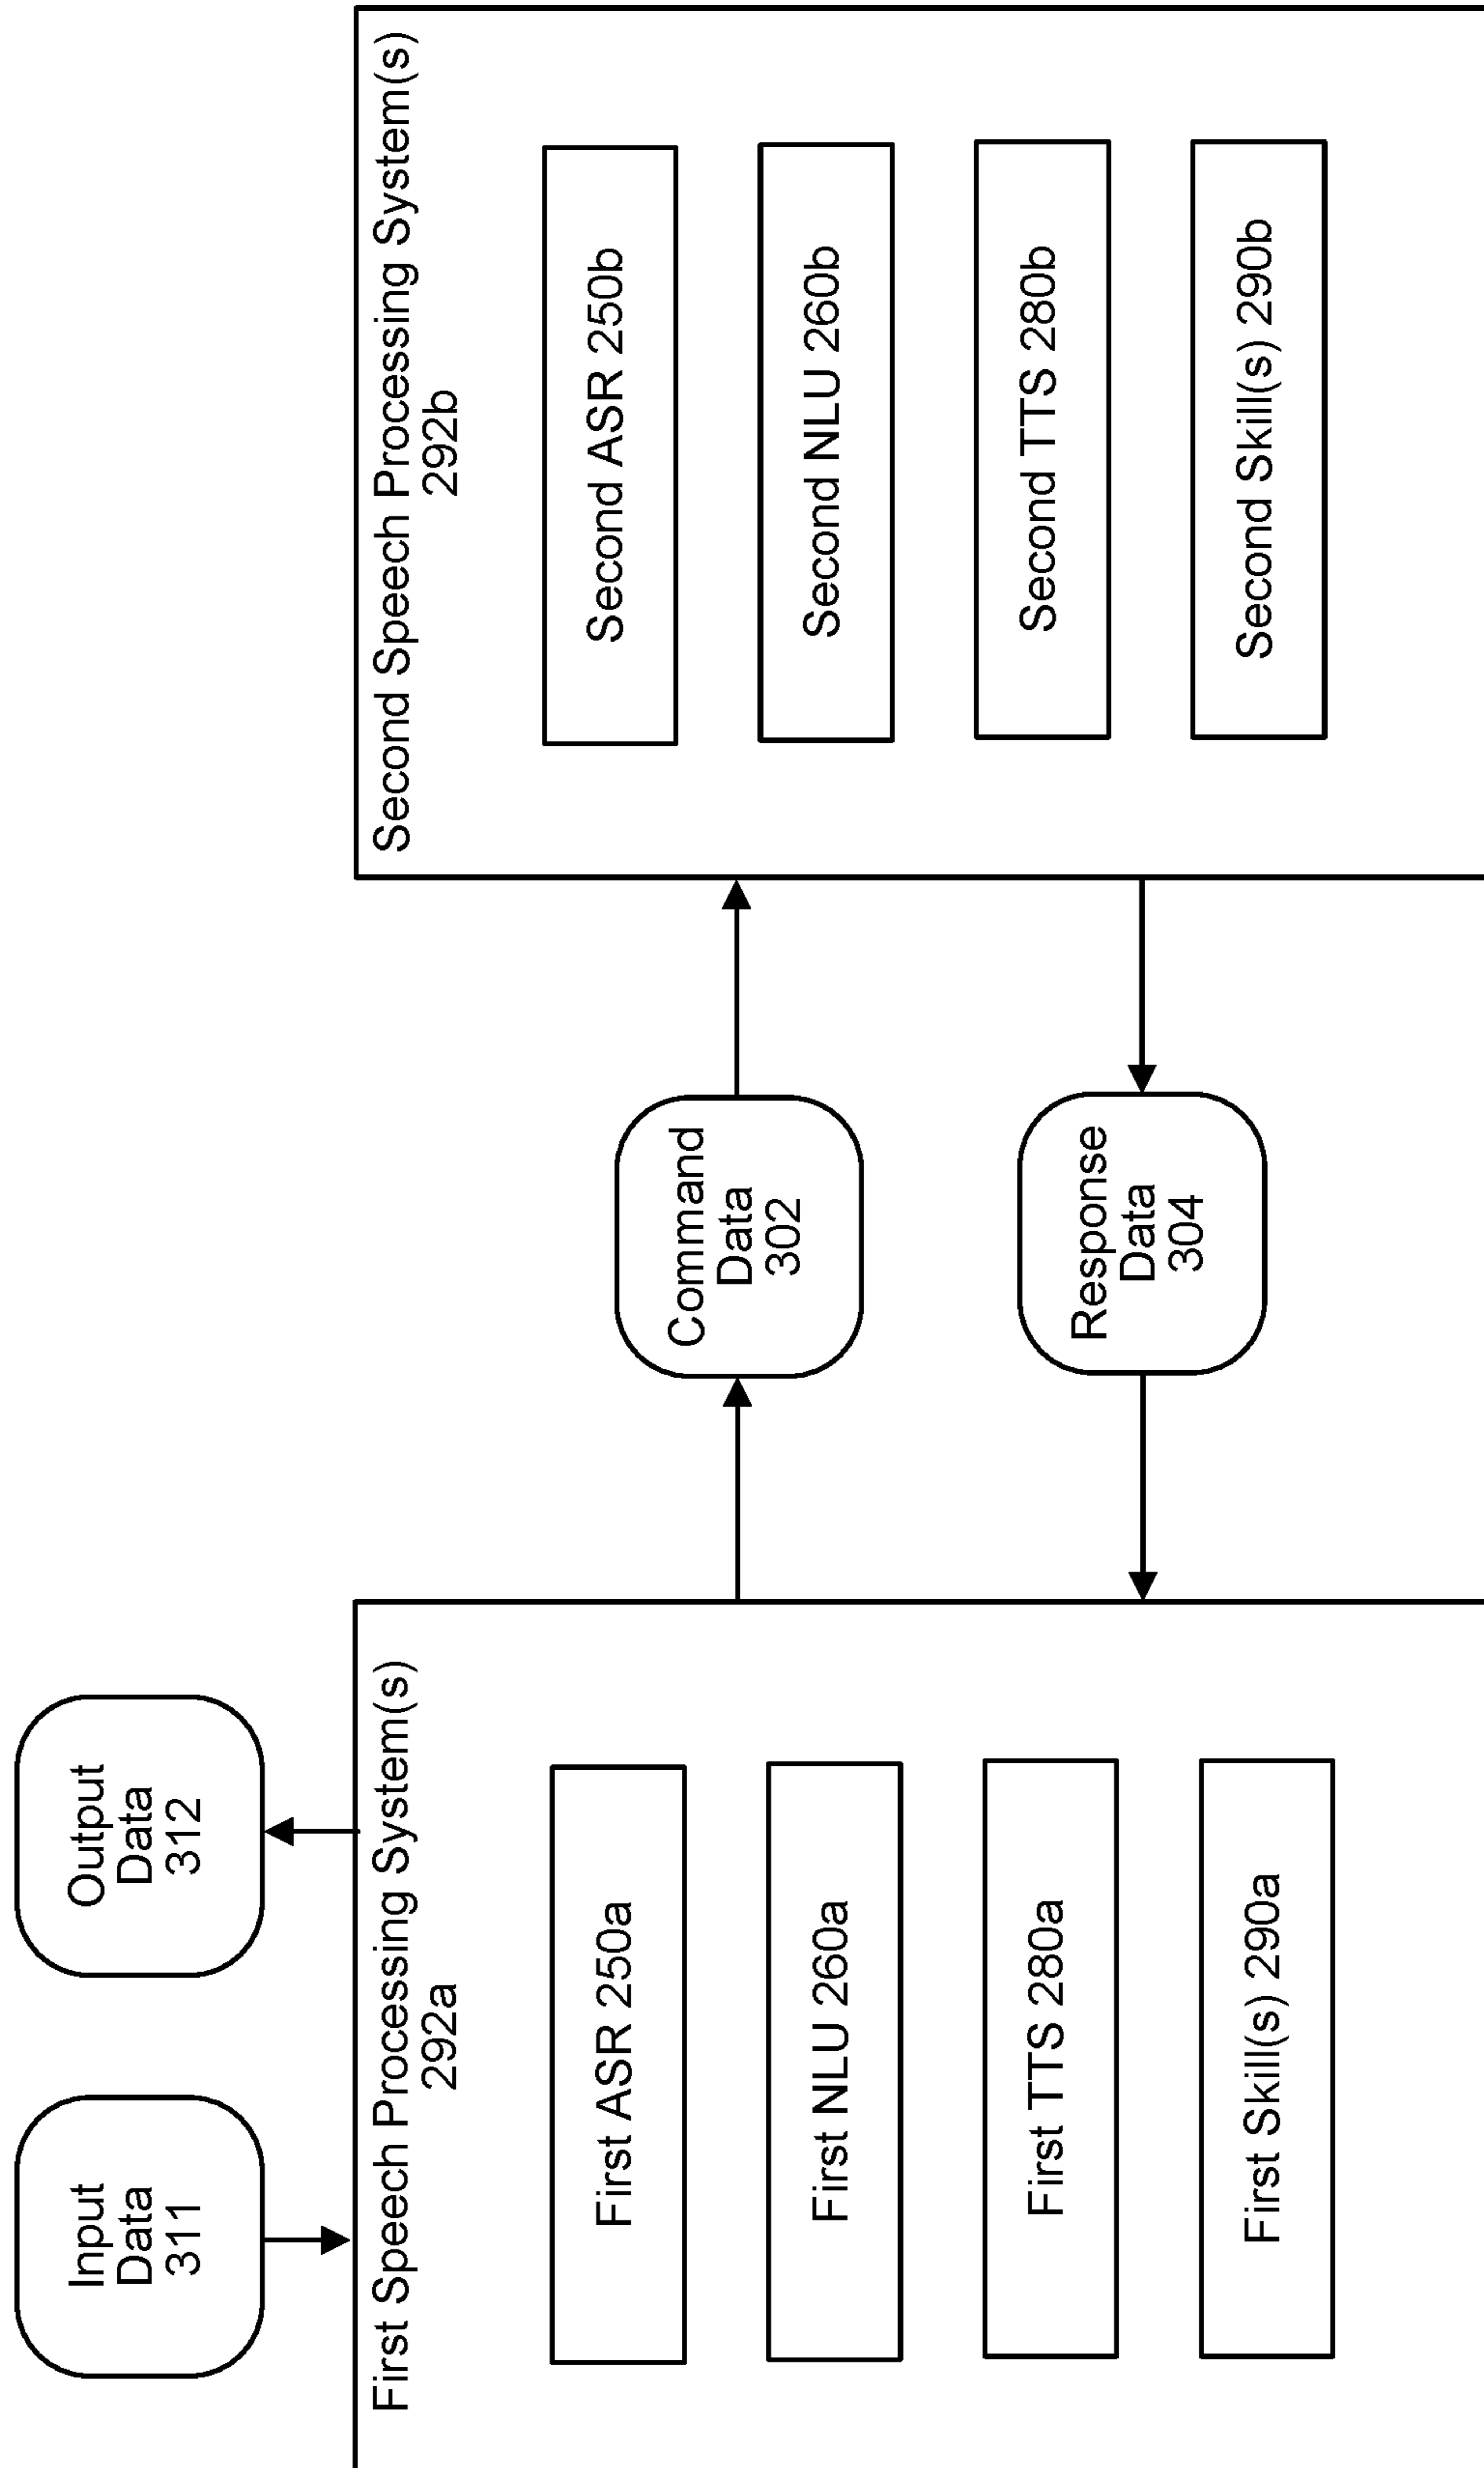 Input
Data
311
Output
Data
312
First Speech Processing System(s)
292a
First ASR 250a
First NLU 260a
First TTS 280a
First Skill(s) 290a
Command
Data
302
Response
Data
304
Second Speech Processing System(s)
292b
Second ASR 250b
Second NLU 260b
Second TTS 280b
Second Skill(s) 290b